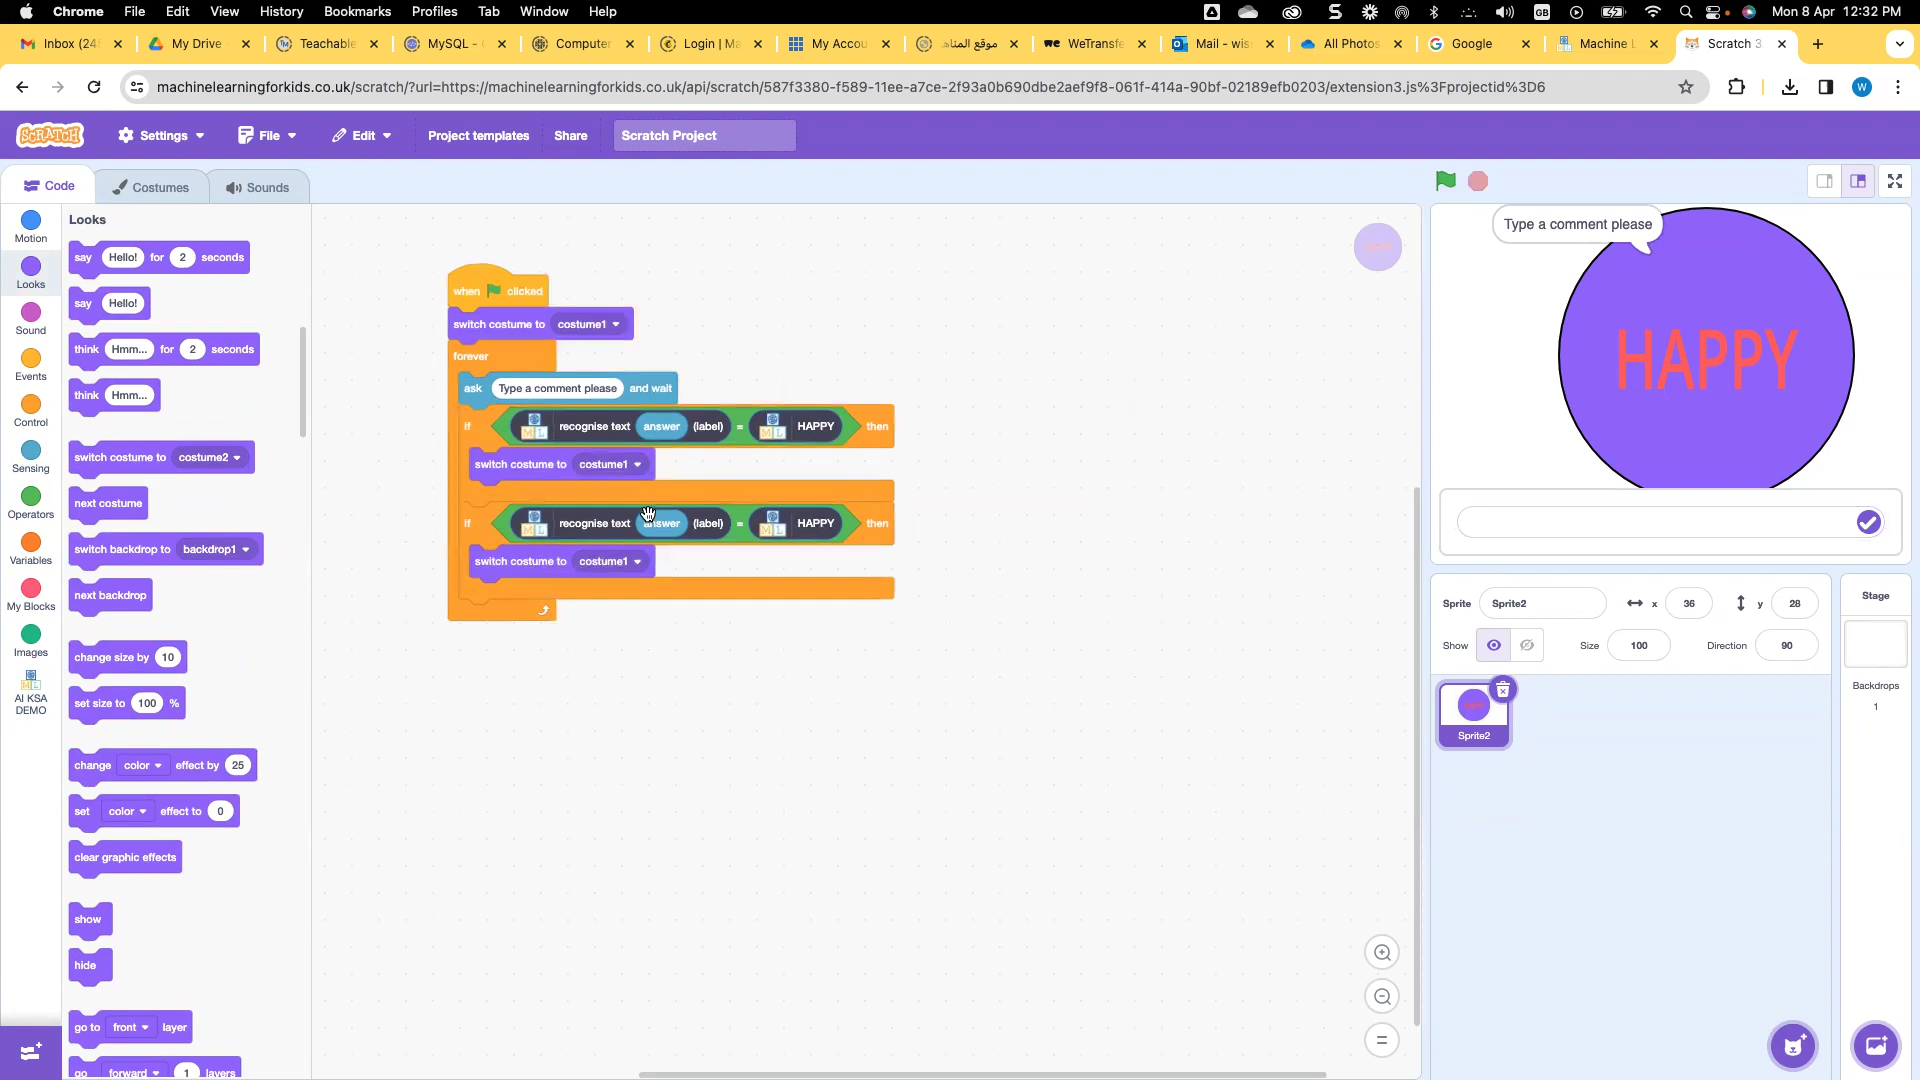 Chrome File Edit View History Bookmarks Profiles Tab Window Help
GB
Mon 8 Apr 12:32 PM
Inbox (24
My Drive
Teachable
MySQL -
Computer
Login | Ma
My Accou
موقع المناه
WeTransfe
Mail - wis
All Photos
Google
Machine L
Scratch 3.
machinelearningforkids.co.uk/scratch/?url=https://machinelearningforkids.co.uk/api/scratch/587f3380-f589-11ee-a7ce-2f93a0b690dbe2aef9f8-061f-414a-90bf-02189efb0203/extension3.js%3Fprojectid%3D6
W
SCRATCH
Settings
File
Edit
Project templates
Share
Scratch Project
Code
Costumes
Sounds
Motion
Looks
Sound
Events
Control
Sensing
Operators
Variables
My Blocks
Images
AI KSA
DEMO
Looks
say Hello! for 2 seconds
say Hello!
think Hmm... for 2 seconds
think Hmm...
switch costume to costume2
next costume
switch backdrop to backdrop1
next backdrop
change size by 10
set size to 100 %
change color effect by 25
set color effect to 0
clear graphic effects
show
hide
go to front layer
go forward 1 layers
when clicked
switch costume to costume1
forever
ask Type a comment please and wait
if ML recognise text answer (label) = ML HAPPY then
switch costume to costume1
if ML recognise text answer (label) = ML HAPPY then
switch costume to costume1
Type a comment please
HAPPY
Sprite Sprite2 x 36 y 28
Show Size 100 Direction 90
Sprite2
Stage
Backdrops
1